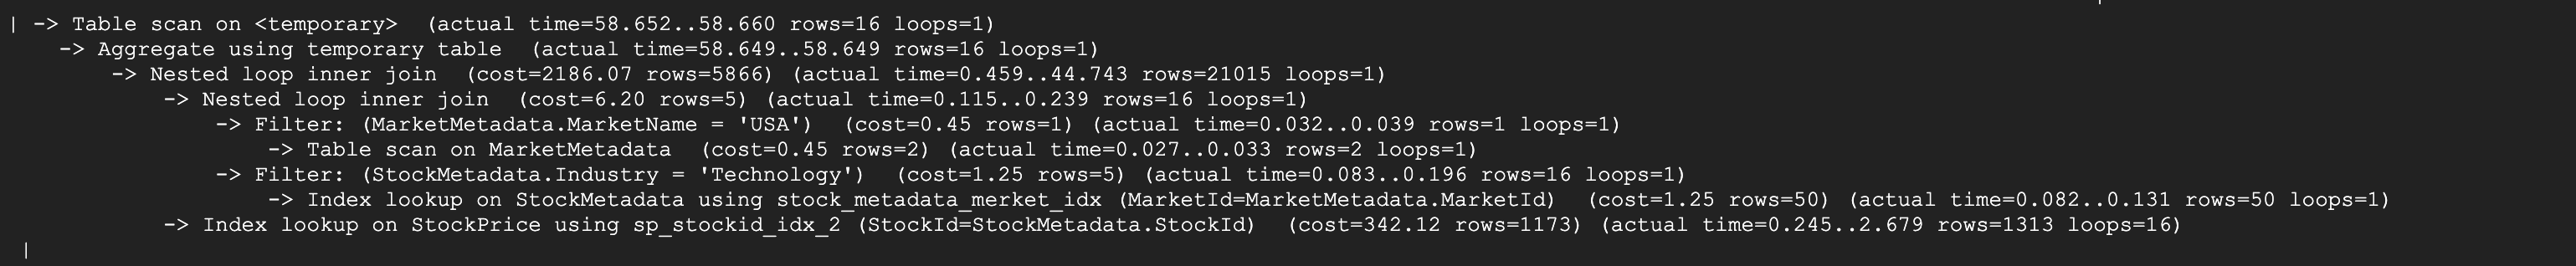 | -> Table scan on <temporary>  (actual time=58.652..58.660 rows=16 loops=1)
    -> Aggregate using temporary table  (actual time=58.649..58.649 rows=16 loops=1)
        -> Nested loop inner join  (cost=2186.07 rows=5866) (actual time=0.459..44.743 rows=21015 loops=1)
            -> Nested loop inner join  (cost=6.20 rows=5) (actual time=0.115..0.239 rows=16 loops=1)
                -> Filter: (MarketMetadata.MarketName = 'USA')  (cost=0.45 rows=1) (actual time=0.032..0.039 rows=1 loops=1)
                    -> Table scan on MarketMetadata  (cost=0.45 rows=2) (actual time=0.027..0.033 rows=2 loops=1)
                -> Filter: (StockMetadata.Industry = 'Technology')  (cost=1.25 rows=5) (actual time=0.083..0.196 rows=16 loops=1)
                    -> Index lookup on StockMetadata using stock_metadata_merket_idx (MarketId=MarketMetadata.MarketId)  (cost=1.25 rows=50) (actual time=0.082..0.131 rows=50 loops=1)
            -> Index lookup on StockPrice using sp_stockid_idx_2 (StockId=StockMetadata.StockId)  (cost=342.12 rows=1173) (actual time=0.245..2.679 rows=1313 loops=16)
 |